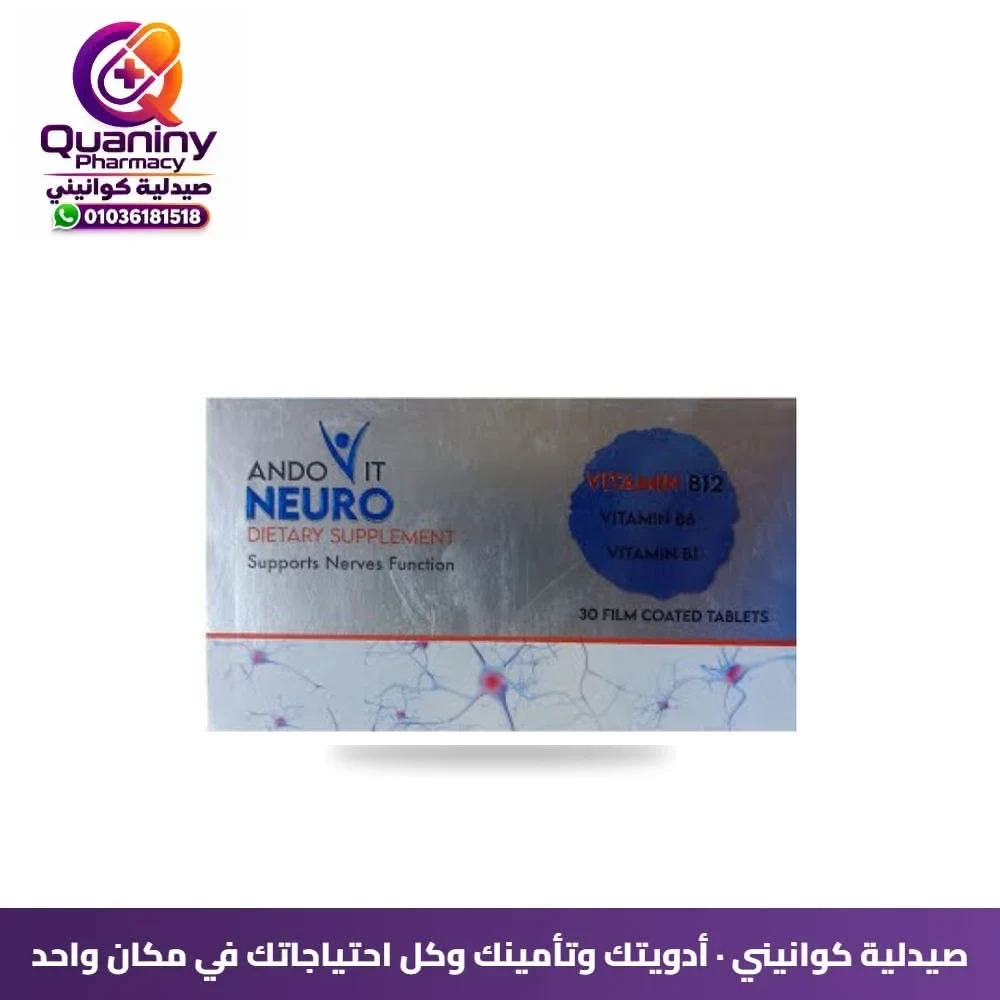 Quaniny
Pharmacy
صيدلية كوانيني
01036181518
ANDO VIT
NEURO
DIETARY SUPPLEMENT
Supports Nerves Function
VITAMIN B12
VITAMIN B6
VITAMIN B1
30 FILM COATED TABLETS
صيدلية كوانيني · أدويتك وتأمينك وكل احتياجاتك في مكان واحد